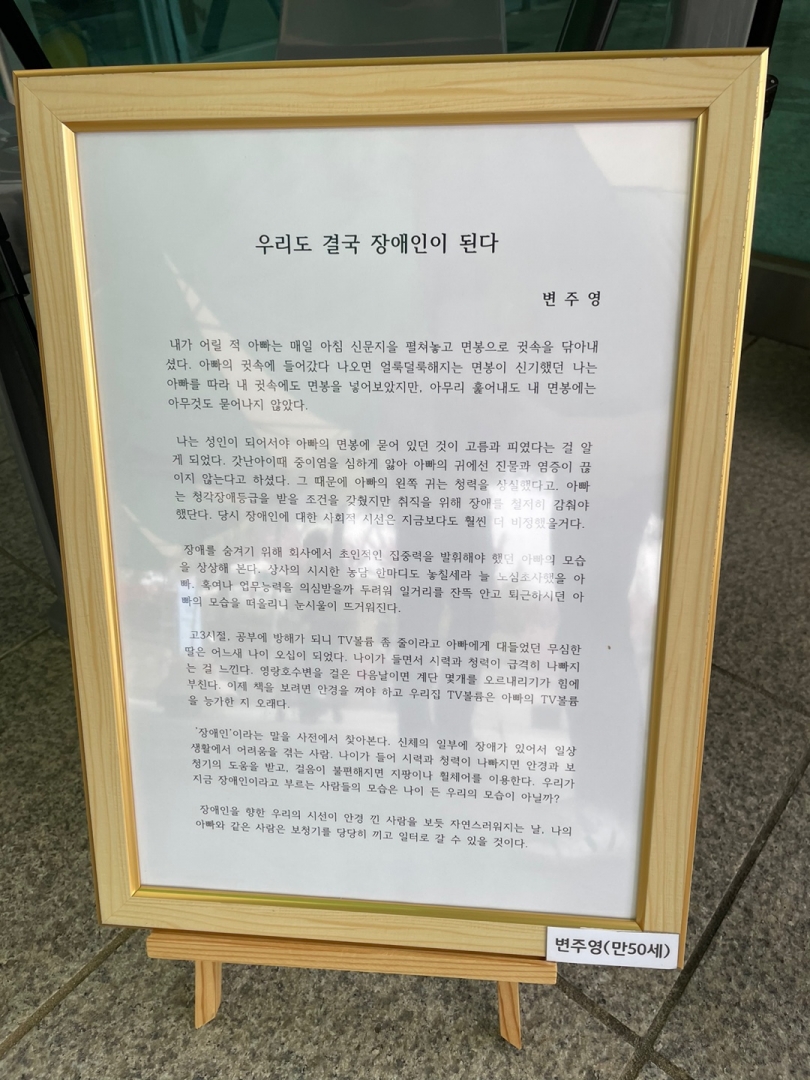 우리도 결국 장애인이 된다
변 주 영
내가 어릴 적 아빠는 매일 아침 신문지을 펼쳐놓고 면봉으로 귓속을 닦아내
셨다. 아빠의 귓속에 들어갔다 나오면 얼룩덜룩해지는 면봉이 신기했던 나는
아빠를 따라 내 귓속에도 면봉을 넣어보았지만, 아무리 훑어내도 내 면봉에는
아무것도 묻어나지 않았다.
나는 성인이 되어서야 아빠의 면봉에 묻어 있던 것이 고름과 피였다는 걸 알
게 되었다. 갓난아이때 중이염을 심하게 앓아 아빠의 귀에선 진물과 염증이 끊
이지 않는다고 하셨다. 그 때문에 아빠의 왼쪽 귀는 청력을 상실했다고. 아빠
는 청각장애등급을 받을 조건을 갖췄지만 취직을 위해 장애를 철저히 감춰야
했단다. 당시 장애인에 대한 사회적 시선은 지금보다도 훨씬 더 비정했을거다.
장애를 숨겨기 위해 회사에서 초인적인 집중력을 발휘해야 했던 아빠의 모습
을 상상해 본다. 상사의 시시한 농담 한마디도 놓칠세라 늘 노심초사했을 아
빠. 혹여나 업무능력을 의심받을까 두려워 일거리를 잔뜩 안고 퇴근하시던 아
빠의 모습을 떠올리니 눈시울이 뜨거워진다.
고3시절, 공부에 방해가 되니 TV볼륨 좀 줄이라고 아빠에게 대들었던 무심한
딸은 어느새 나이 오십이 되었다. 나이가 들면서 시력과 청력이 급격히 나빠지
는 걸 느낀다. 영랑호수변을 걸은 다음날이면 계단 몇개를 오르내리기가 힘에
부친다. 이제 책을 보려면 안경을 껴야 하고 우리집 TV볼륨은 아빠의 TV볼륨
을 능가한 지 오래다.
'장애인'이라는 말을 사전에서 찾아본다. 신체의 일부에 장애가 있어서 일상
생활에서 어려움을 겪는 사람. 나이가 들어 시력과 청력이 나빠지면 안경과 보
청기의 도움을 받고, 걸음이 불편해지면 지팡이나 휠체어를 이용한다. 우리가
지금 장애인이라고 부르는 사람들의 모습은 나이 든 우리의 모습이 아닐까?
장애인을 향한 우리의 시선이 안경 낀 사람을 보듯 자연스러워지는 날, 나의
아빠와 같은 사람은 보청기를 당당히 끼고 일터로 갈 수 있을 것이다.
변주영(만50세)